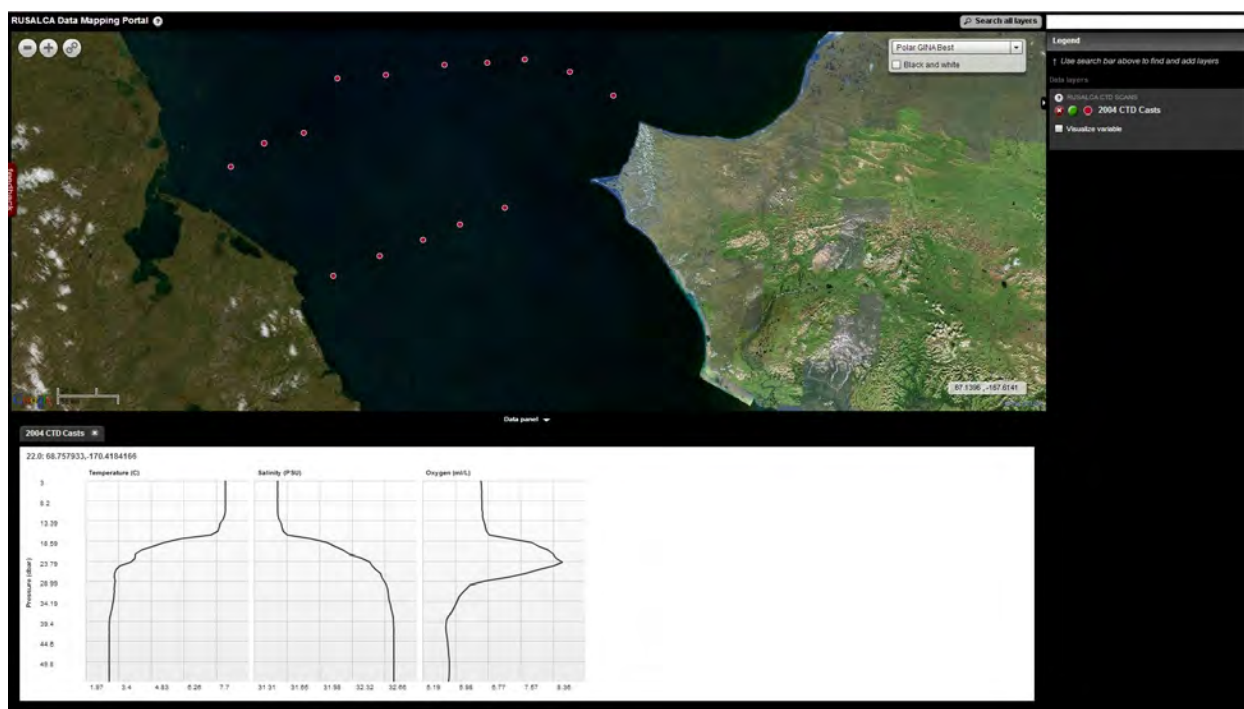 RUSALCA Data Mapping Portal ?
Search all layers
Polar GINA Best
Black and white
Legend
! Use search bar above to find and add layers
Data layers
? RUSALCA CTD SCANS
2004 CTD Casts
Visualize variable
feedback
67.1396 , -167.6141
Data panel
2004 CTD Casts
22.0: 68.757933,-170.4184166
Temperature (C) Salinity (PSU) Oxygen (ml/L)
Pressure (dbar)
3
8.2
13.39
18.59
23.79
28.99
34.19
39.4
44.6
49.8
1.97 3.4 4.83 6.26 7.7
31.31 31.65 31.98 32.32 32.66
5.19 5.98 6.77 7.57 8.36